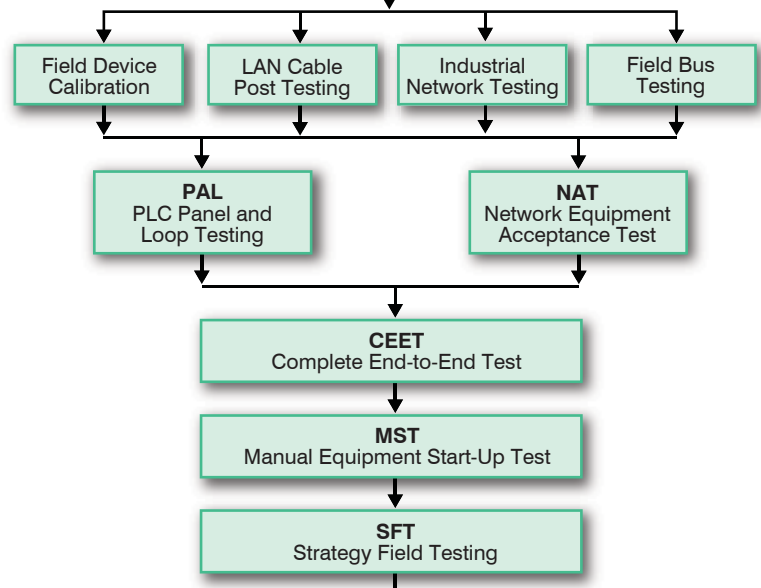 Field Device
Calibration
LAN Cable
Post Testing
Industrial
Network Testing
Field Bus
Testing
PAL
PLC Panel and
Loop Testing
NAT
Network Equipment
Acceptance Test
CEET
Complete End-to-End Test
MST
Manual Equipment Start-Up Test
SFT
Strategy Field Testing